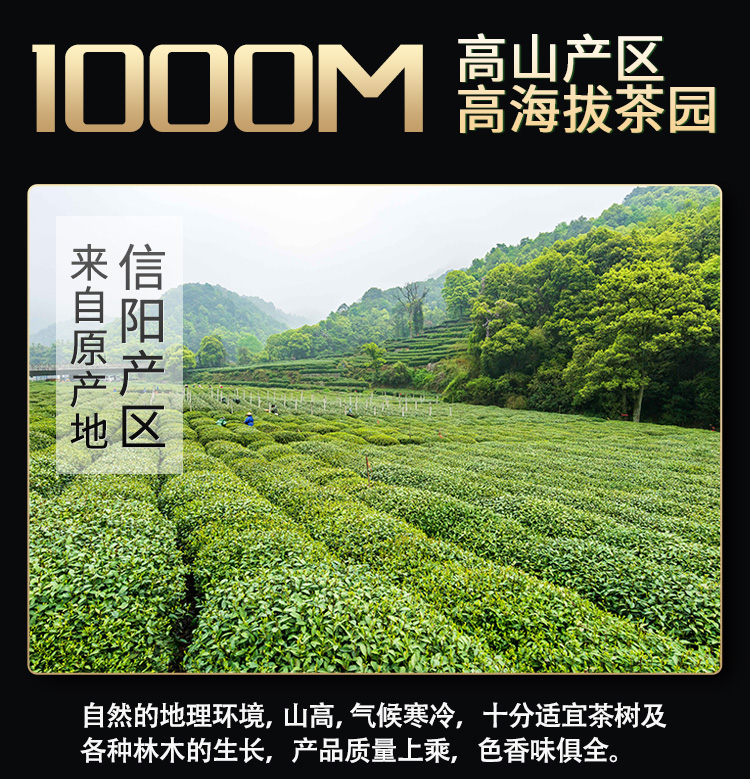 1000M
高山产区
高海拔茶园
信阳产区
来自原产地
自然的地理环境,山高,气候寒冷,十分适宜茶树及
各种林木的生长,产品质量上乘,色香味俱全。